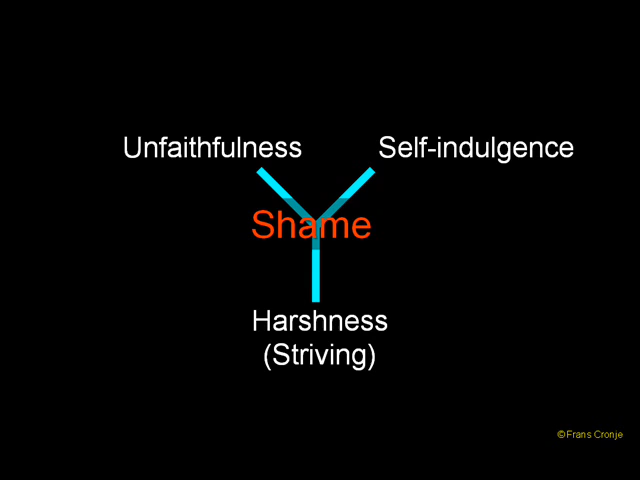 Unfaithfulness Self-indulgence
Shame
Harshness
(Striving)
©Frans Cronje